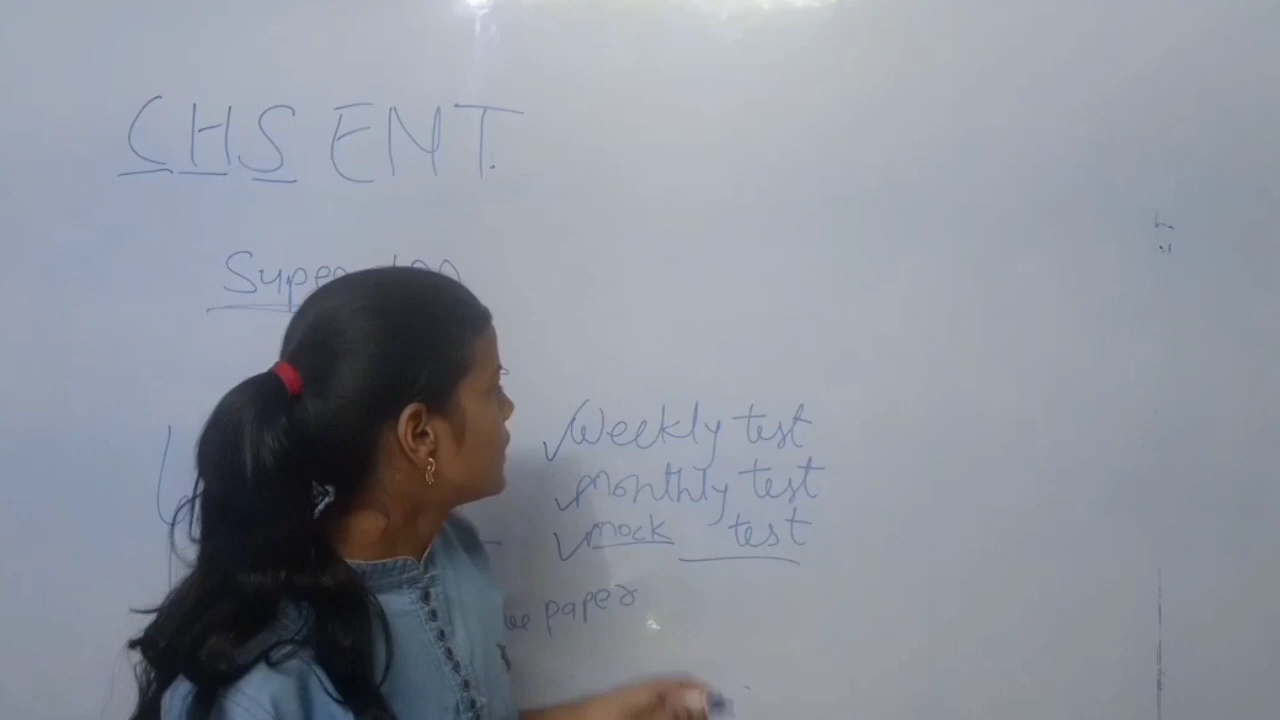 CHS ENT
Super 100
Weekly test
monthly test
mock test
paper